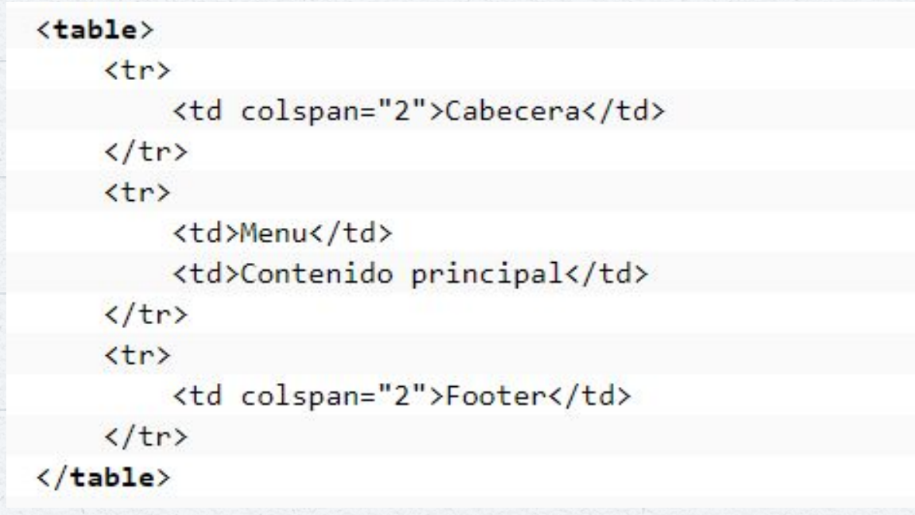 <table>
    <tr>
        <td colspan="2">Cabecera</td>
    </tr>
    <tr>
        <td>Menu</td>
        <td>Contenido principal</td>
    </tr>
    <tr>
        <td colspan="2">Footer</td>
    </tr>
</table>